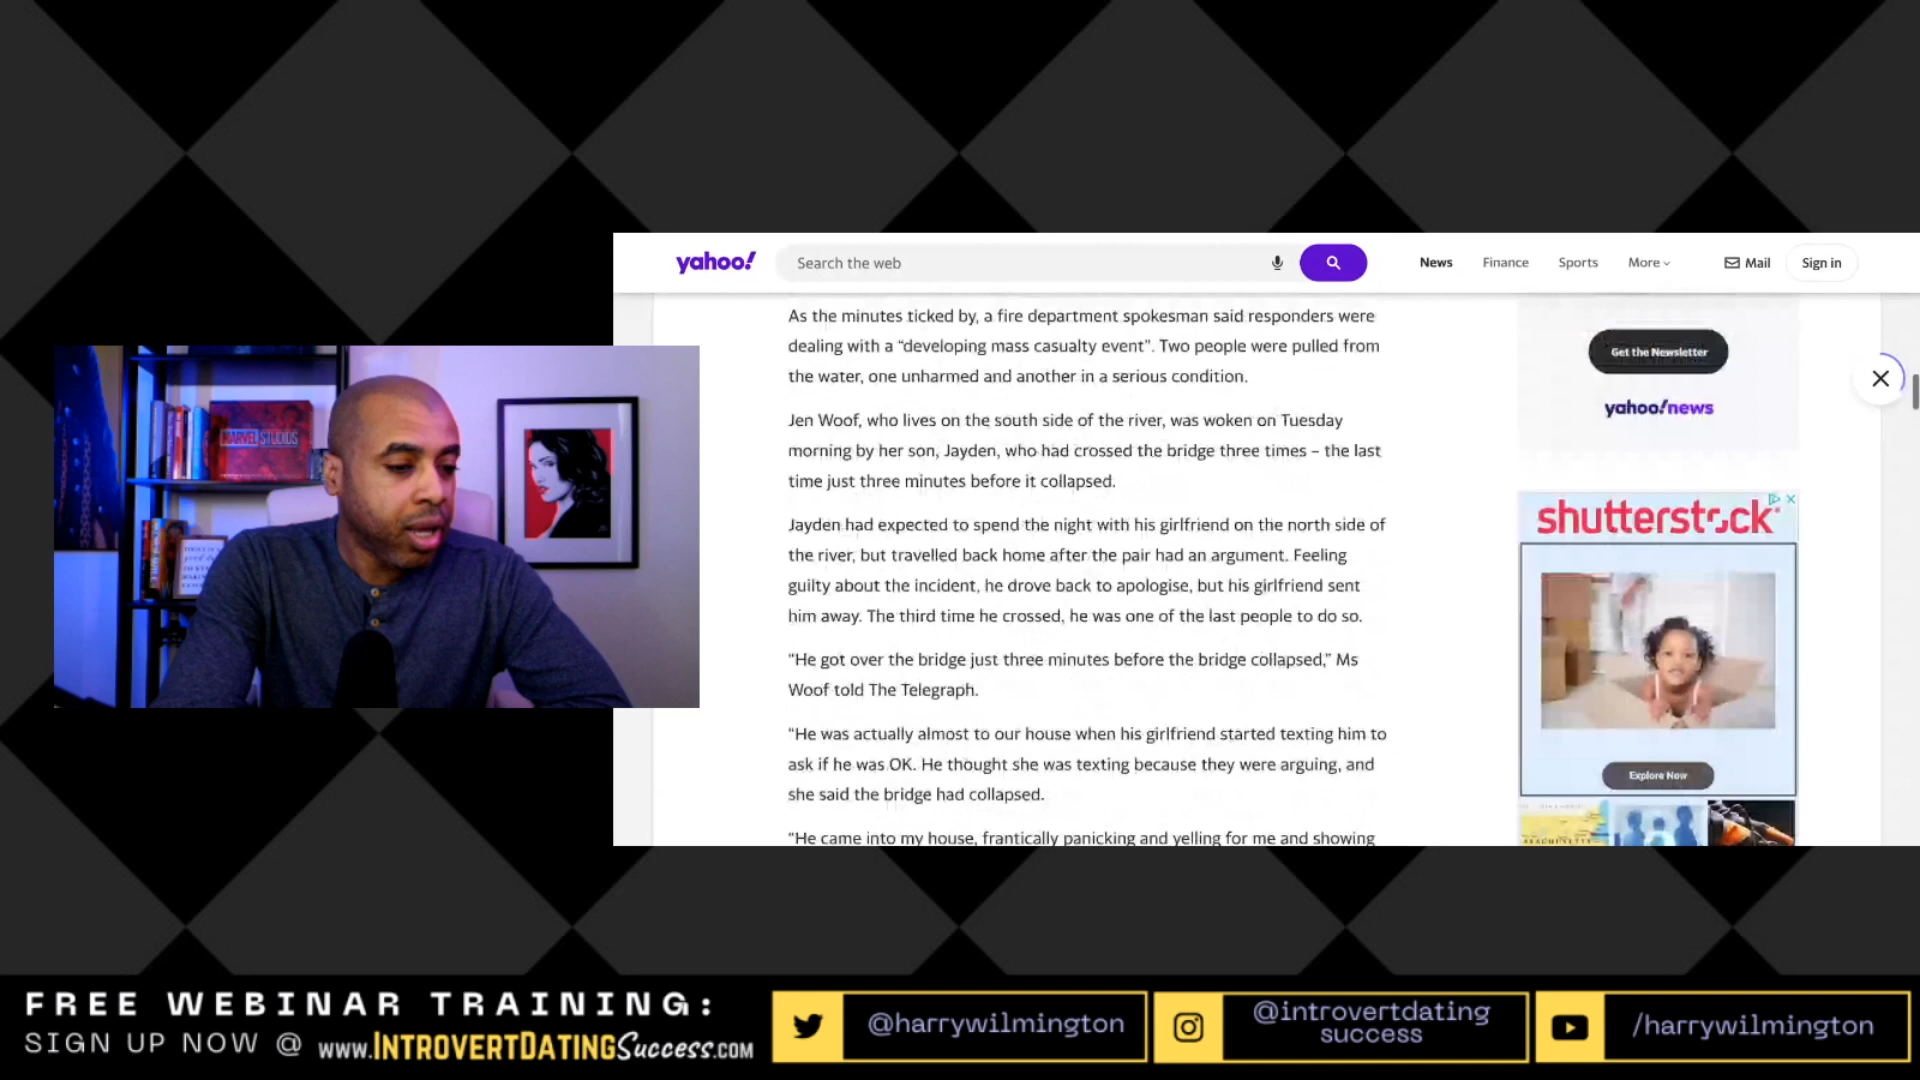 yahoo!
Search the web
News
Finance
Sports
More
Mail
Sign in
As the minutes ticked by, a fire department spokesman said responders were
dealing with a “developing mass casualty event”. Two people were pulled from
the water, one unharmed and another in a serious condition.
Jen Woof, who lives on the south side of the river, was woken on Tuesday
morning by her son, Jayden, who had crossed the bridge three times – the last
time just three minutes before it collapsed.
Jayden had expected to spend the night with his girlfriend on the north side of
the river, but travelled back home after the pair had an argument. Feeling
guilty about the incident, he drove back to apologise, but his girlfriend sent
him away. The third time he crossed, he was one of the last people to do so.
“He got over the bridge just three minutes before the bridge collapsed,” Ms
Woof told The Telegraph.
“He was actually almost to our house when his girlfriend started texting him to
ask if he was OK. He thought she was texting because they were arguing, and
she said the bridge had collapsed.
“He came into my house, frantically panicking and yelling for me and showing
Get the Newsletter
yahoo!news
shutterstock
Explore Now
MARVEL STUDIOS
FREE WEBINAR TRAINING:
SIGN UP NOW @ www.INTROVERTDATINGSuccess.com
@harrywilmington
@introvertdating
success
/harrywilmington